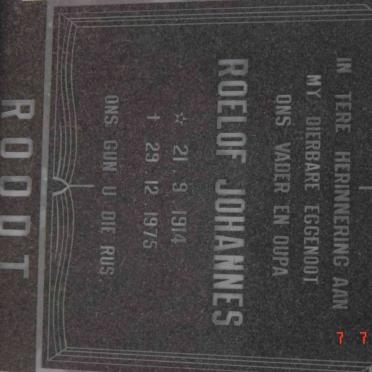 IN TERE HERINNERING AAN
MY DIERBARE EGGENOOT
ONS VADER EN OUPA
ROELOF JOHANNES
☆ 21.9.1914
† 29.12.1975
ONS GUN U DIE RUS
ROODT
7 7